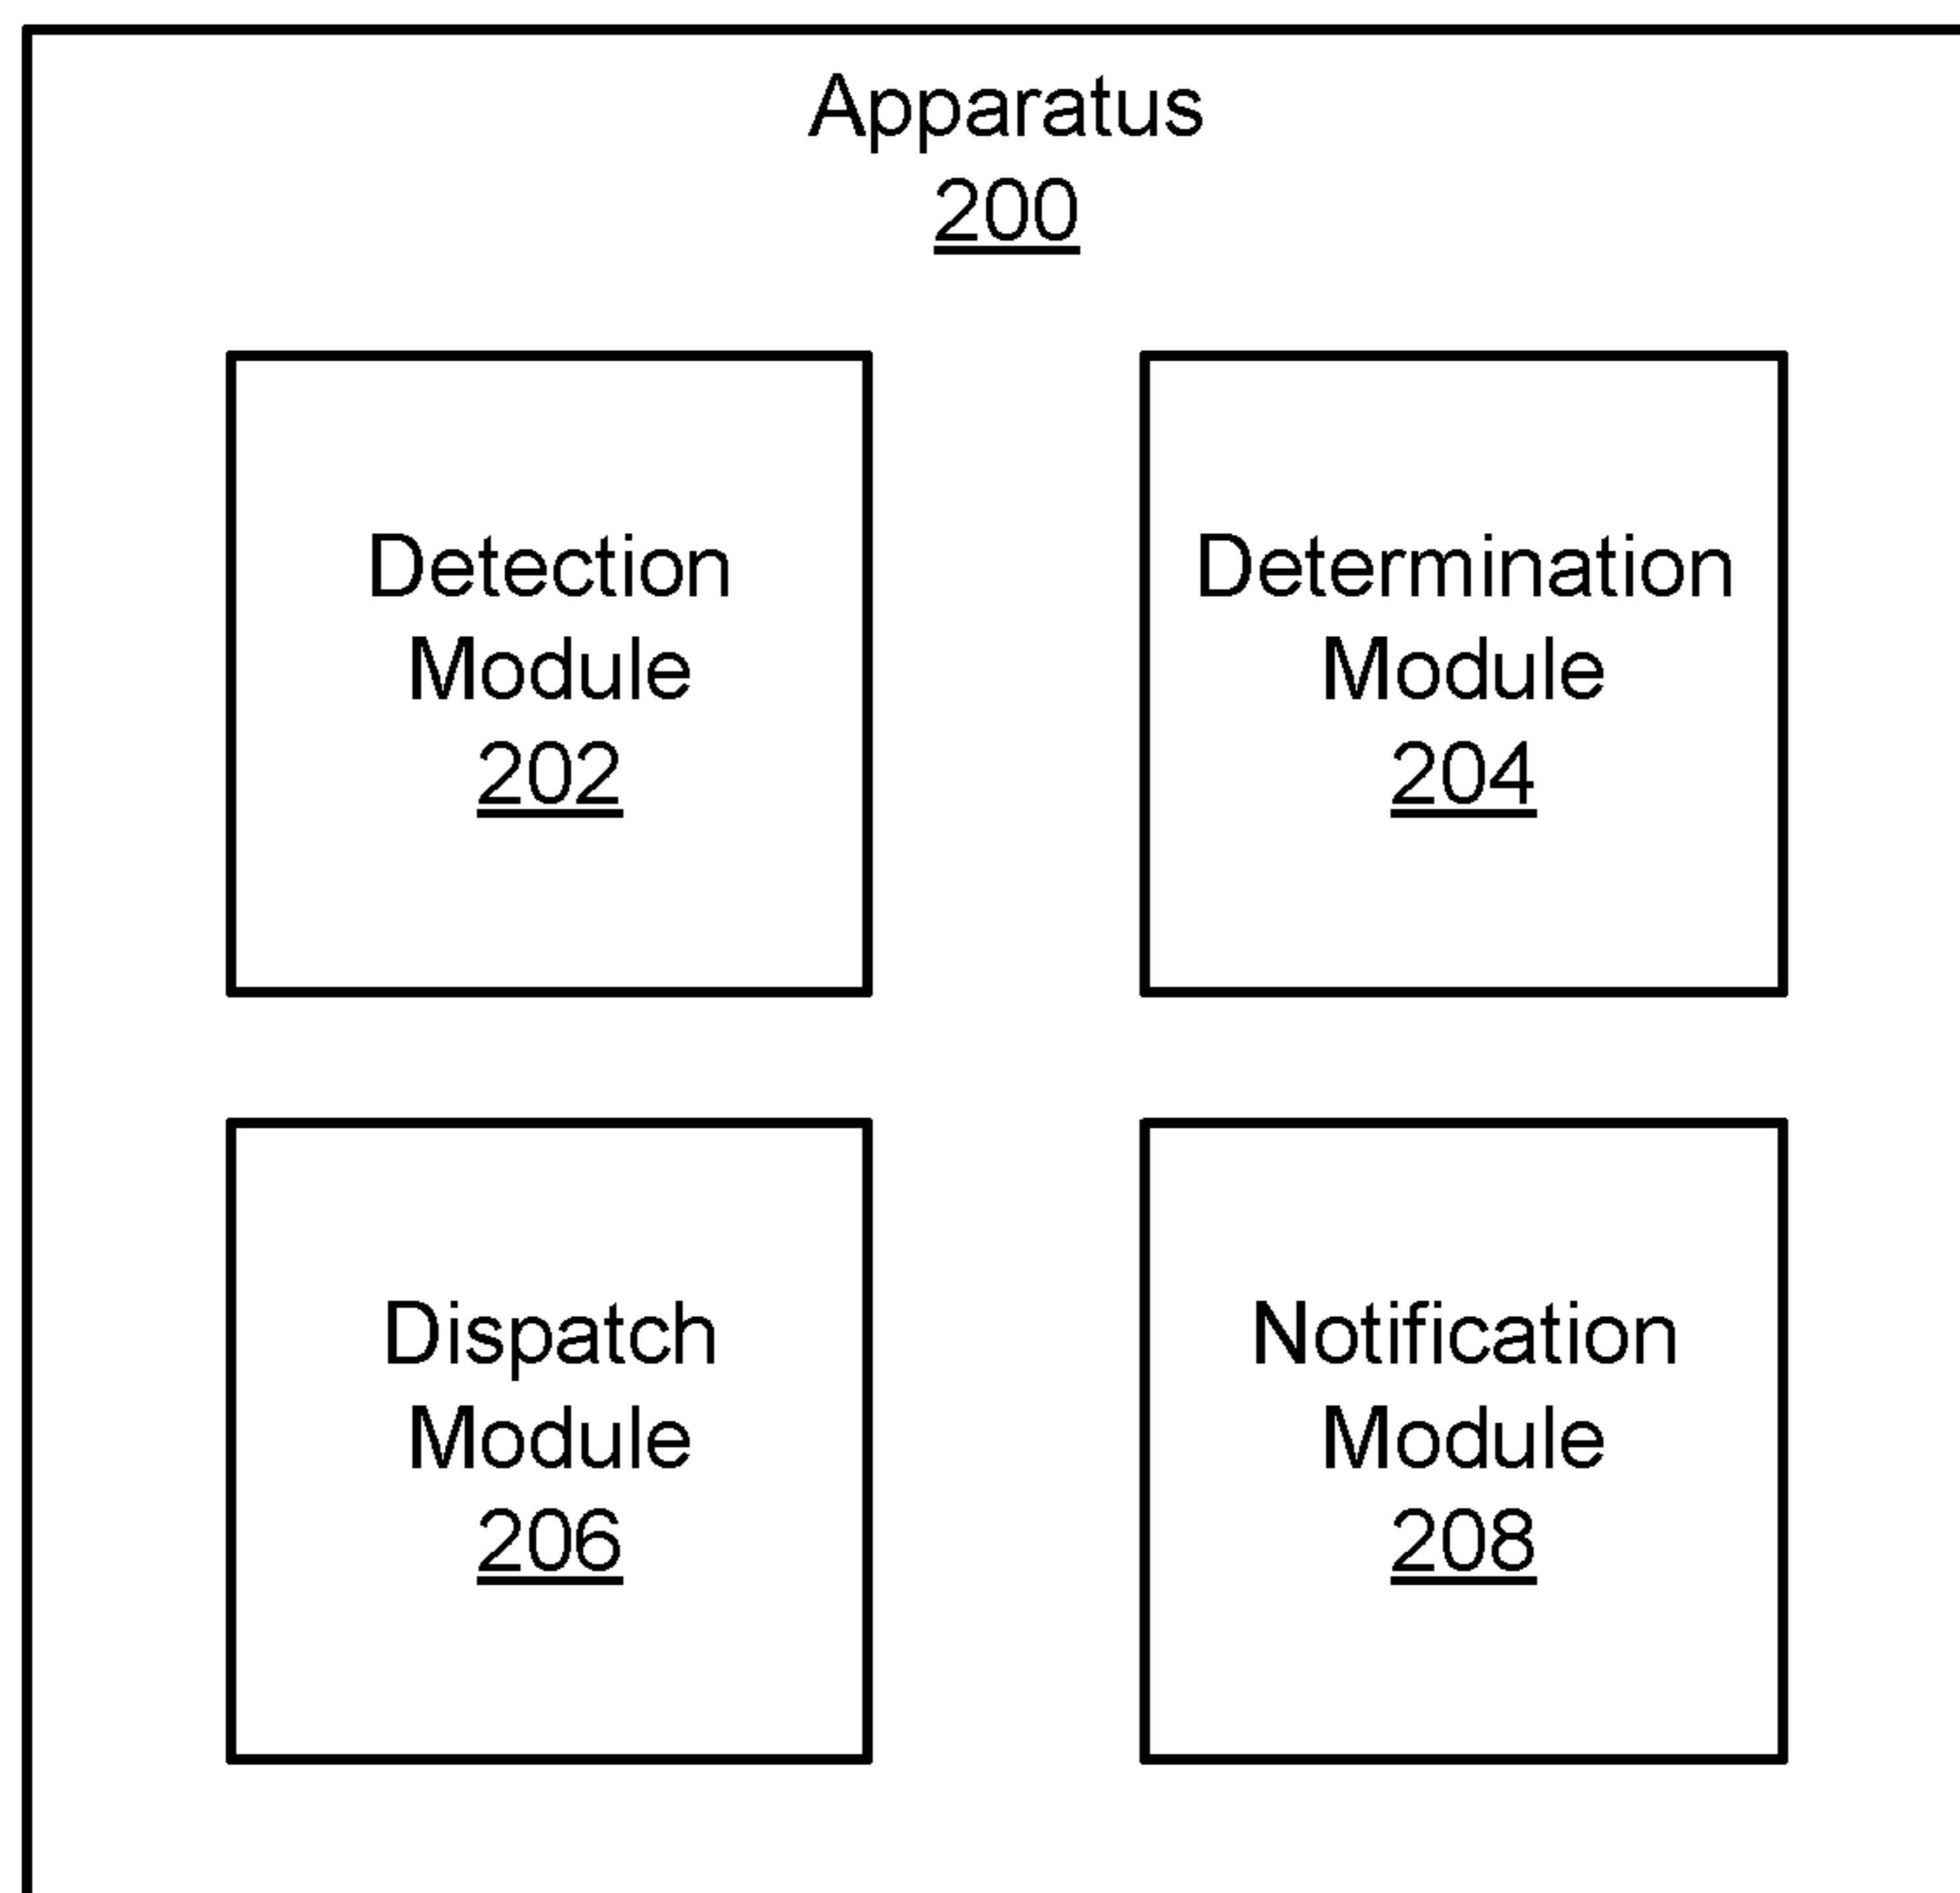 Apparatus
200
Detection
Module
202
Determination
Module
204
Dispatch
Module
206
Notification
Module
208